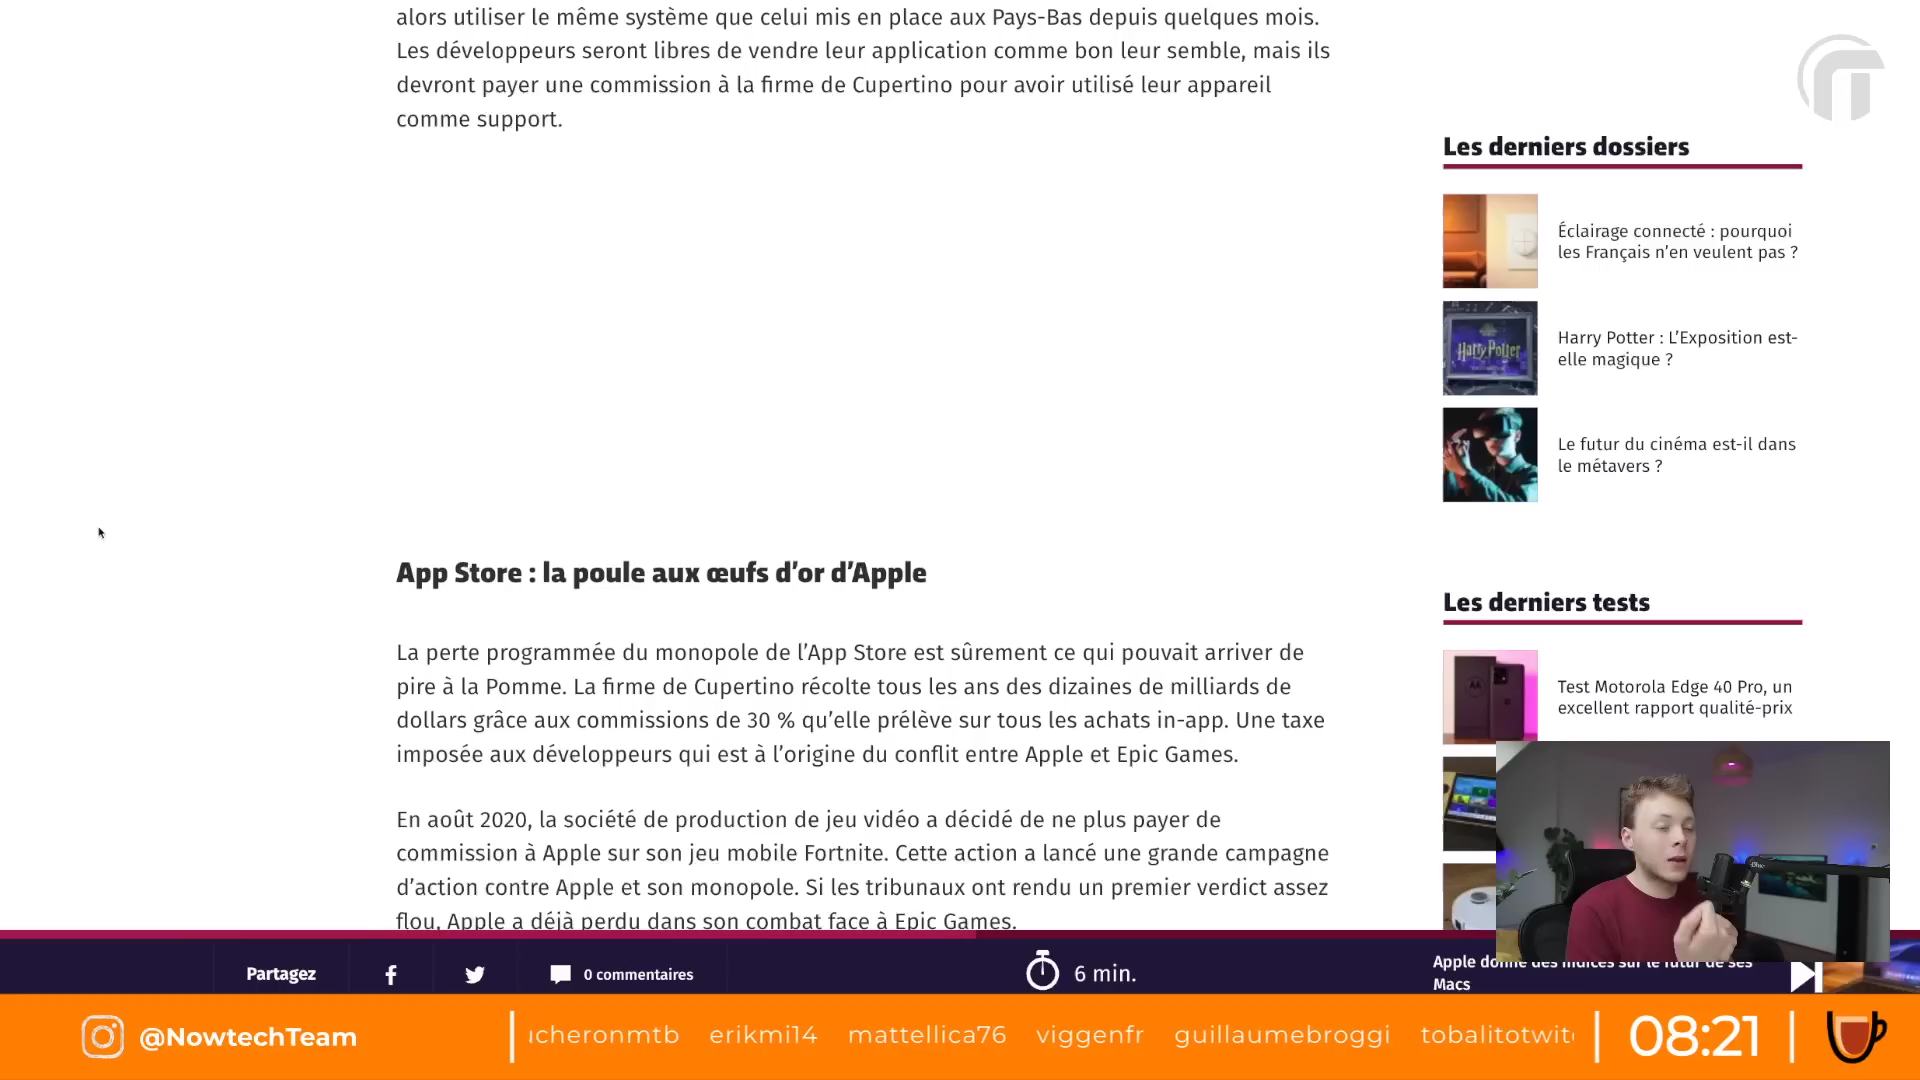 alors utiliser le même système que celui mis en place aux Pays-Bas depuis quelques mois.
Les développeurs seront libres de vendre leur application comme bon leur semble, mais ils
devront payer une commission à la firme de Cupertino pour avoir utilisé leur appareil
comme support.
Les derniers dossiers
Éclairage connecté : pourquoi
les Français n’en veulent pas ?
Harry Potter
Harry Potter : L’Exposition est-
elle magique ?
Le futur du cinéma est-il dans
le métavers ?
App Store : la poule aux œufs d’or d’Apple
La perte programmée du monopole de l’App Store est sûrement ce qui pouvait arriver de
pire à la Pomme. La firme de Cupertino récolte tous les ans des dizaines de milliards de
dollars grâce aux commissions de 30 % qu’elle prélève sur tous les achats in-app. Une taxe
imposée aux développeurs qui est à l’origine du conflit entre Apple et Epic Games.
En août 2020, la société de production de jeu vidéo a décidé de ne plus payer de
commission à Apple sur son jeu mobile Fortnite. Cette action a lancé une grande campagne
d’action contre Apple et son monopole. Si les tribunaux ont rendu un premier verdict assez
flou, Apple a déjà perdu dans son combat face à Epic Games.
Les derniers tests
Test Motorola Edge 40 Pro, un
excellent rapport qualité-prix
Partagez
0 commentaires
6 min.
Apple donne des indices sur le futur de ses
Macs
@NowtechTeam
ucheronmtb erikmi14 mattellica76 viggenfr guillaumebroggi tobalitotwit
08:21